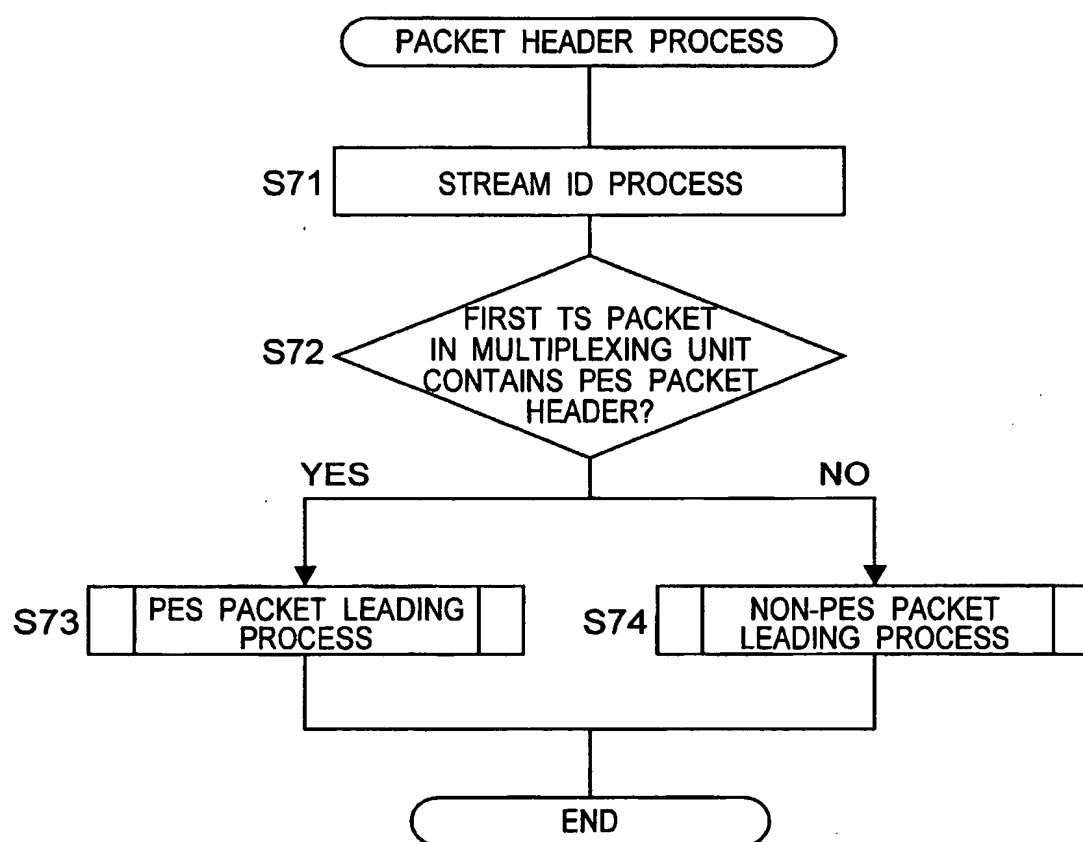 PACKET HEADER PROCESS
S71
STREAM ID PROCESS
S72
FIRST TS PACKET
IN MULTIPLEXING UNIT
CONTAINS PES PACKET
HEADER?
YES
NO
S73
PES PACKET LEADING
PROCESS
S74
NON-PES PACKET
LEADING PROCESS
END